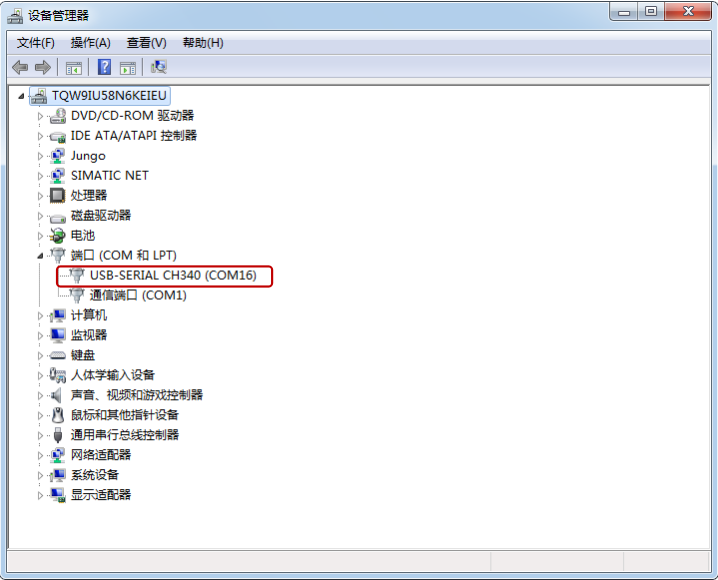 设备管理器
文件(F) 操作(A) 查看(V) 帮助(H)
TQW9IU58N6KEIEU
DVD/CD-ROM 驱动器
IDE ATA/ATAPI 控制器
Jungo
SIMATIC NET
处理器
磁盘驱动器
电池
端口 (COM 和 LPT)
USB-SERIAL CH340 (COM16)
通信端口 (COM1)
计算机
监视器
键盘
人体学输入设备
声音、视频和游戏控制器
鼠标和其他指针设备
通用串行总线控制器
网络适配器
系统设备
显示适配器